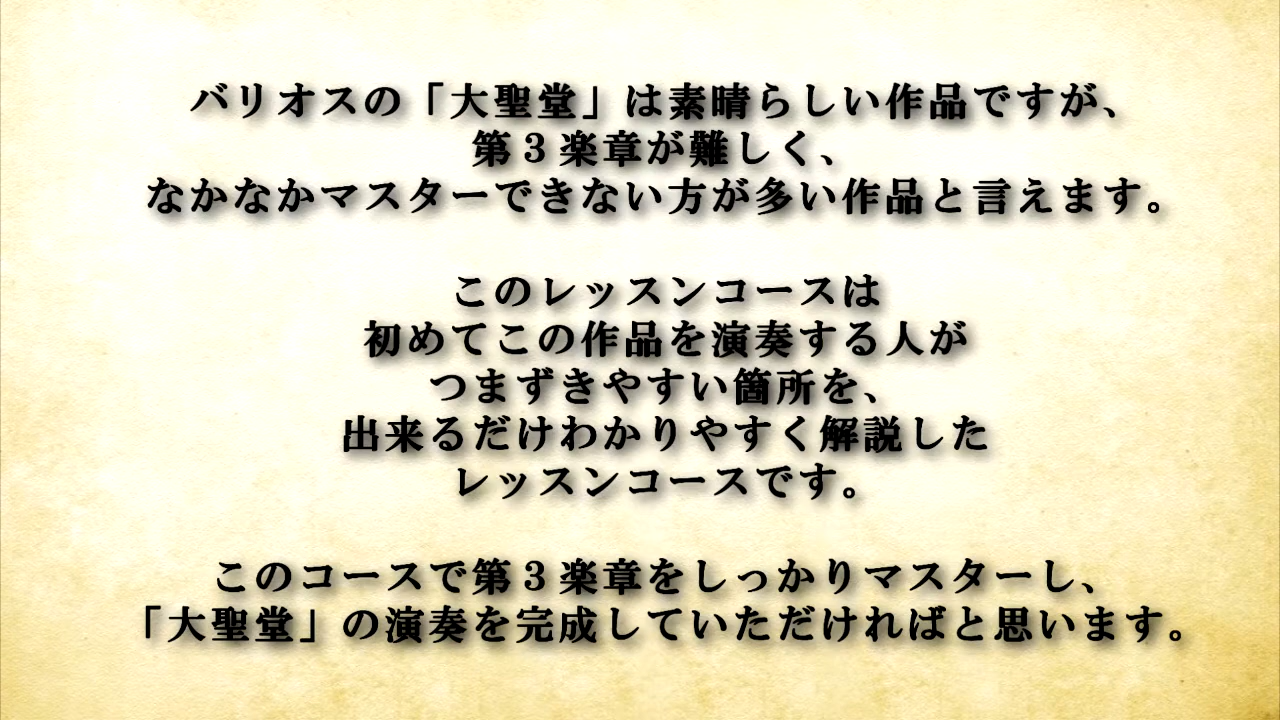 バリオスの「大聖堂」は素晴らしい作品ですが、
第３楽章が難しく、
なかなかマスターできない方が多い作品と言えます。
このレッスンコースは
初めてこの作品を演奏する人が
つまずきやすい箇所を、
出来るだけわかりやすく解説した
レッスンコースです。
このコースで第３楽章をしっかりマスターし、
「大聖堂」の演奏を完成していただければと思います。